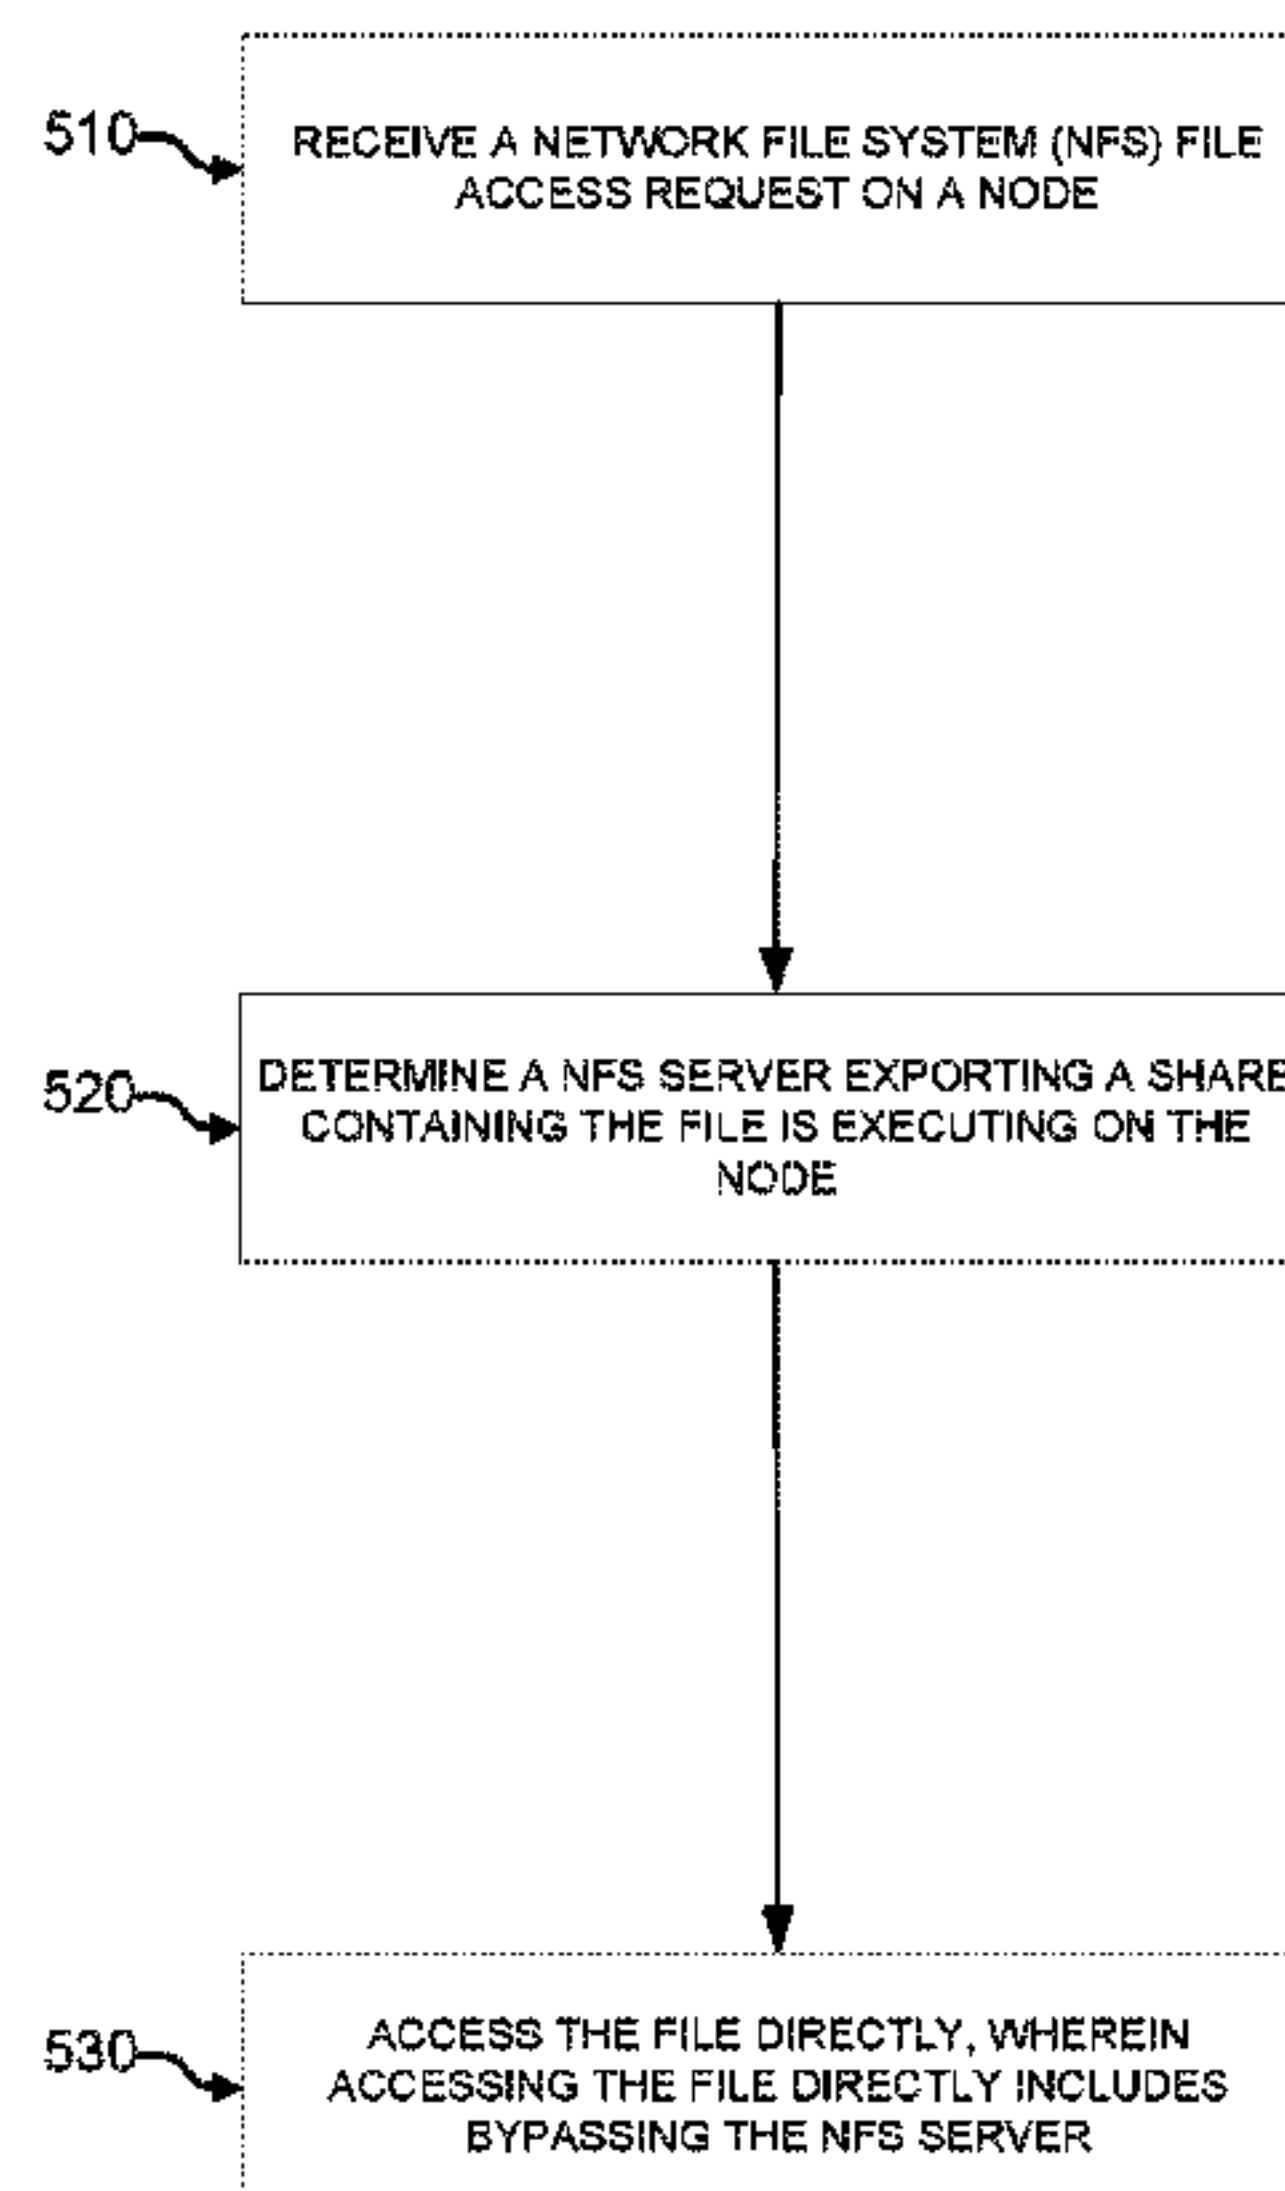 510
RECEIVE A NETWORK FILE SYSTEM (NFS) FILE
ACCESS REQUEST ON A NODE
520
DETERMINE A NFS SERVER EXPORTING A SHARE
CONTAINING THE FILE IS EXECUTING ON THE
NODE
530
ACCESS THE FILE DIRECTLY, WHEREIN
ACCESSING THE FILE DIRECTLY INCLUDES
BYPASSING THE NFS SERVER